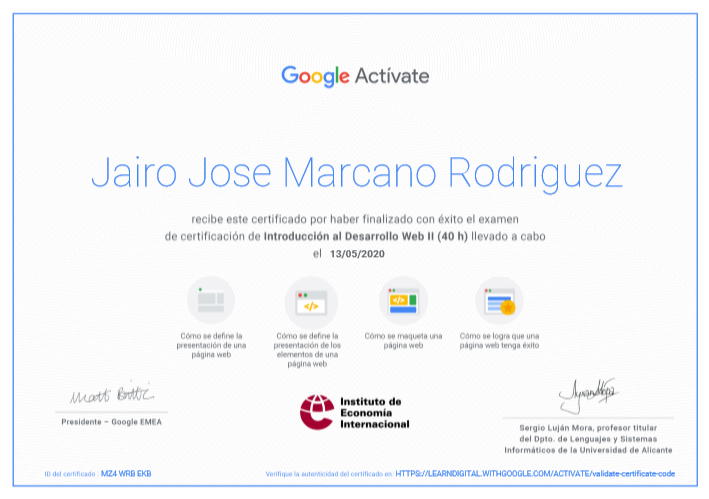 Google Actívate
Jairo Jose Marcano Rodriguez
recibe este certificado por haber finalizado con éxito el examen
de certificación de Introducción al Desarrollo Web II (40 h) llevado a cabo
el 13/05/2020
</>
</>
Cómo se define la
presentación de una
página web
Cómo se define la
presentación de los
elementos de una
página web
Cómo se maqueta una
página web
Cómo se logra que una
página web tenga éxito
Matt Brittin
Presidente – Google EMEA
Instituto de
Economía
Internacional
Sergio Luján Mora, profesor titular
del Dpto. de Lenguajes y Sistemas
Informáticos de la Universidad de Alicante
ID del certificado : MZ4 WRB EKB
Verifique la autenticidad del certificado en: HTTPS://LEARNDIGITAL.WITHGOOGLE.COM/ACTIVATE/validate-certificate-code